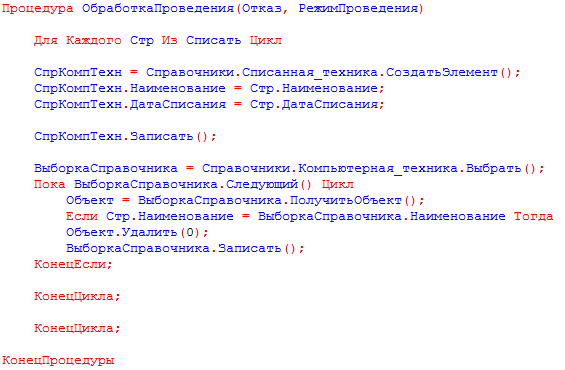 Процедура ОбработкаПроведения(Отказ, РежимПроведения)
Для Каждого Стр Из Списать Цикл
СпрКомпТехн = Справочники.Списанная_техника.СоздатьЭлемент();
СпрКомпТехн.Наименование = Стр.Наименование;
СпрКомпТехн.ДатаСписания = Стр.ДатаСписания;
СпрКомпТехн.Записать();
ВыборкаСправочника = Справочники.Компьютерная_техника.Выбрать();
Пока ВыборкаСправочника.Следующий() Цикл
Объект = ВыборкаСправочника.ПолучитьОбъект();
Если Стр.Наименование = ВыборкаСправочника.Наименование Тогда
Объект.Удалить(0);
ВыборкаСправочника.Записать();
КонецЕсли;
КонецЦикла;
КонецЦикла;
КонецПроцедуры